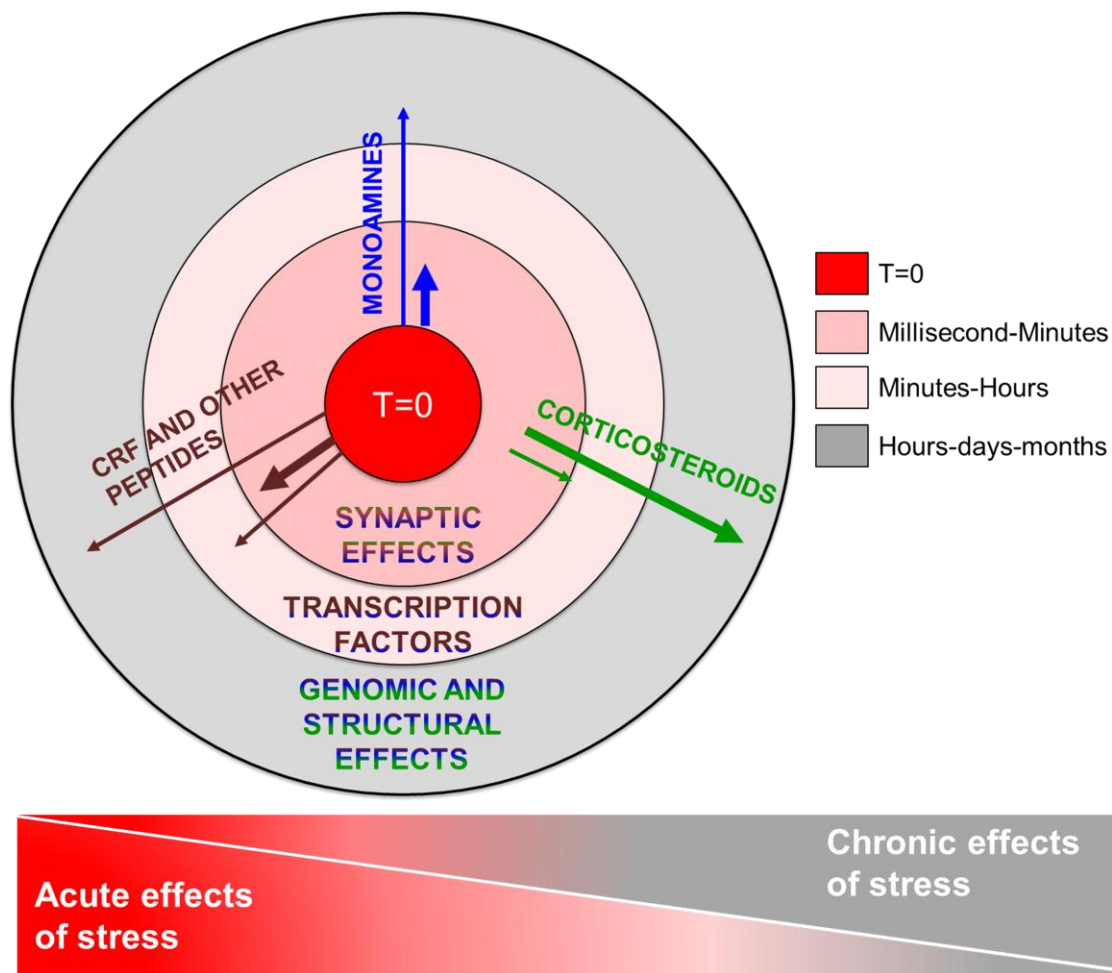 MONOAMINES
T=0
CRF AND OTHER
PEPTIDES
CORTICOSTEROIDS
SYNAPTIC
EFFECTS
TRANSCRIPTION
FACTORS
GENOMIC AND
STRUCTURAL
EFFECTS
T=0
Millisecond-Minutes
Minutes-Hours
Hours-days-months
Acute effects
of stress
Chronic effects
of stress